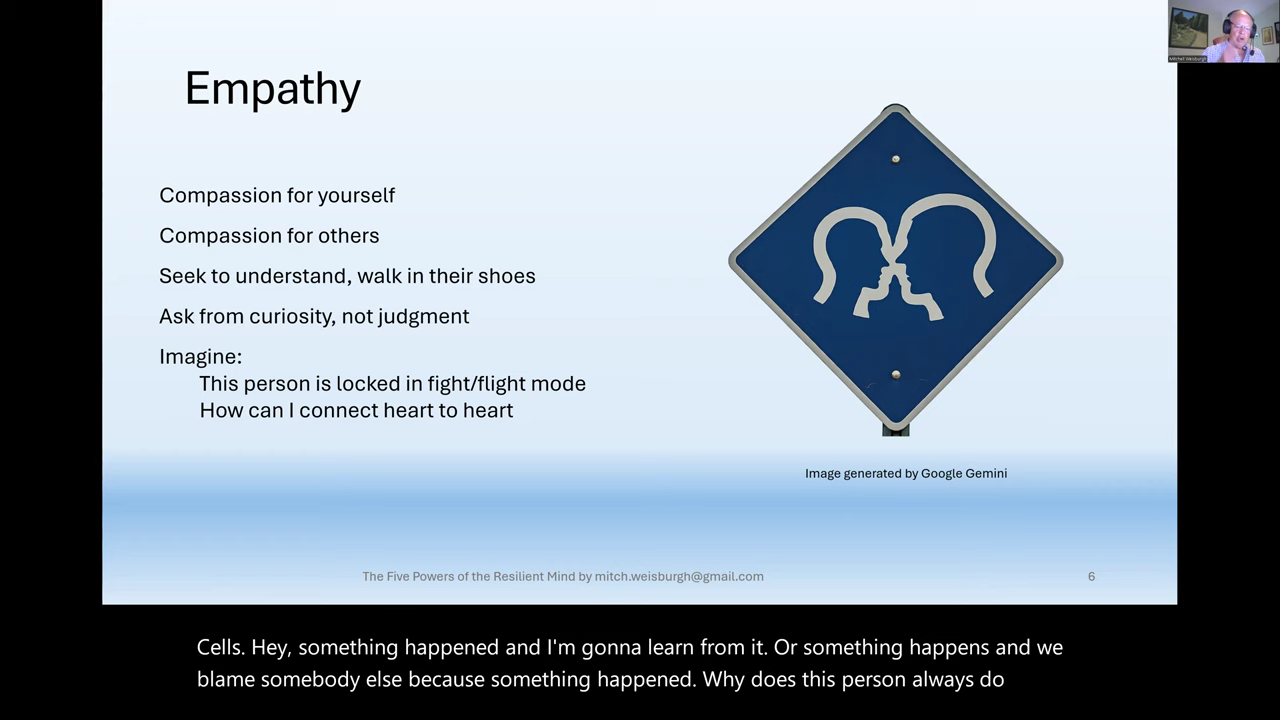 Empathy
Compassion for yourself
Compassion for others
Seek to understand, walk in their shoes
Ask from curiosity, not judgment
Imagine:
This person is locked in fight/flight mode
How can I connect heart to heart
Image generated by Google Gemini
The Five Powers of the Resilient Mind by mitch.weisburgh@gmail.com
6
Mitchell Weisburgh
Cells. Hey, something happened and I'm gonna learn from it. Or something happens and we
blame somebody else because something happened. Why does this person always do